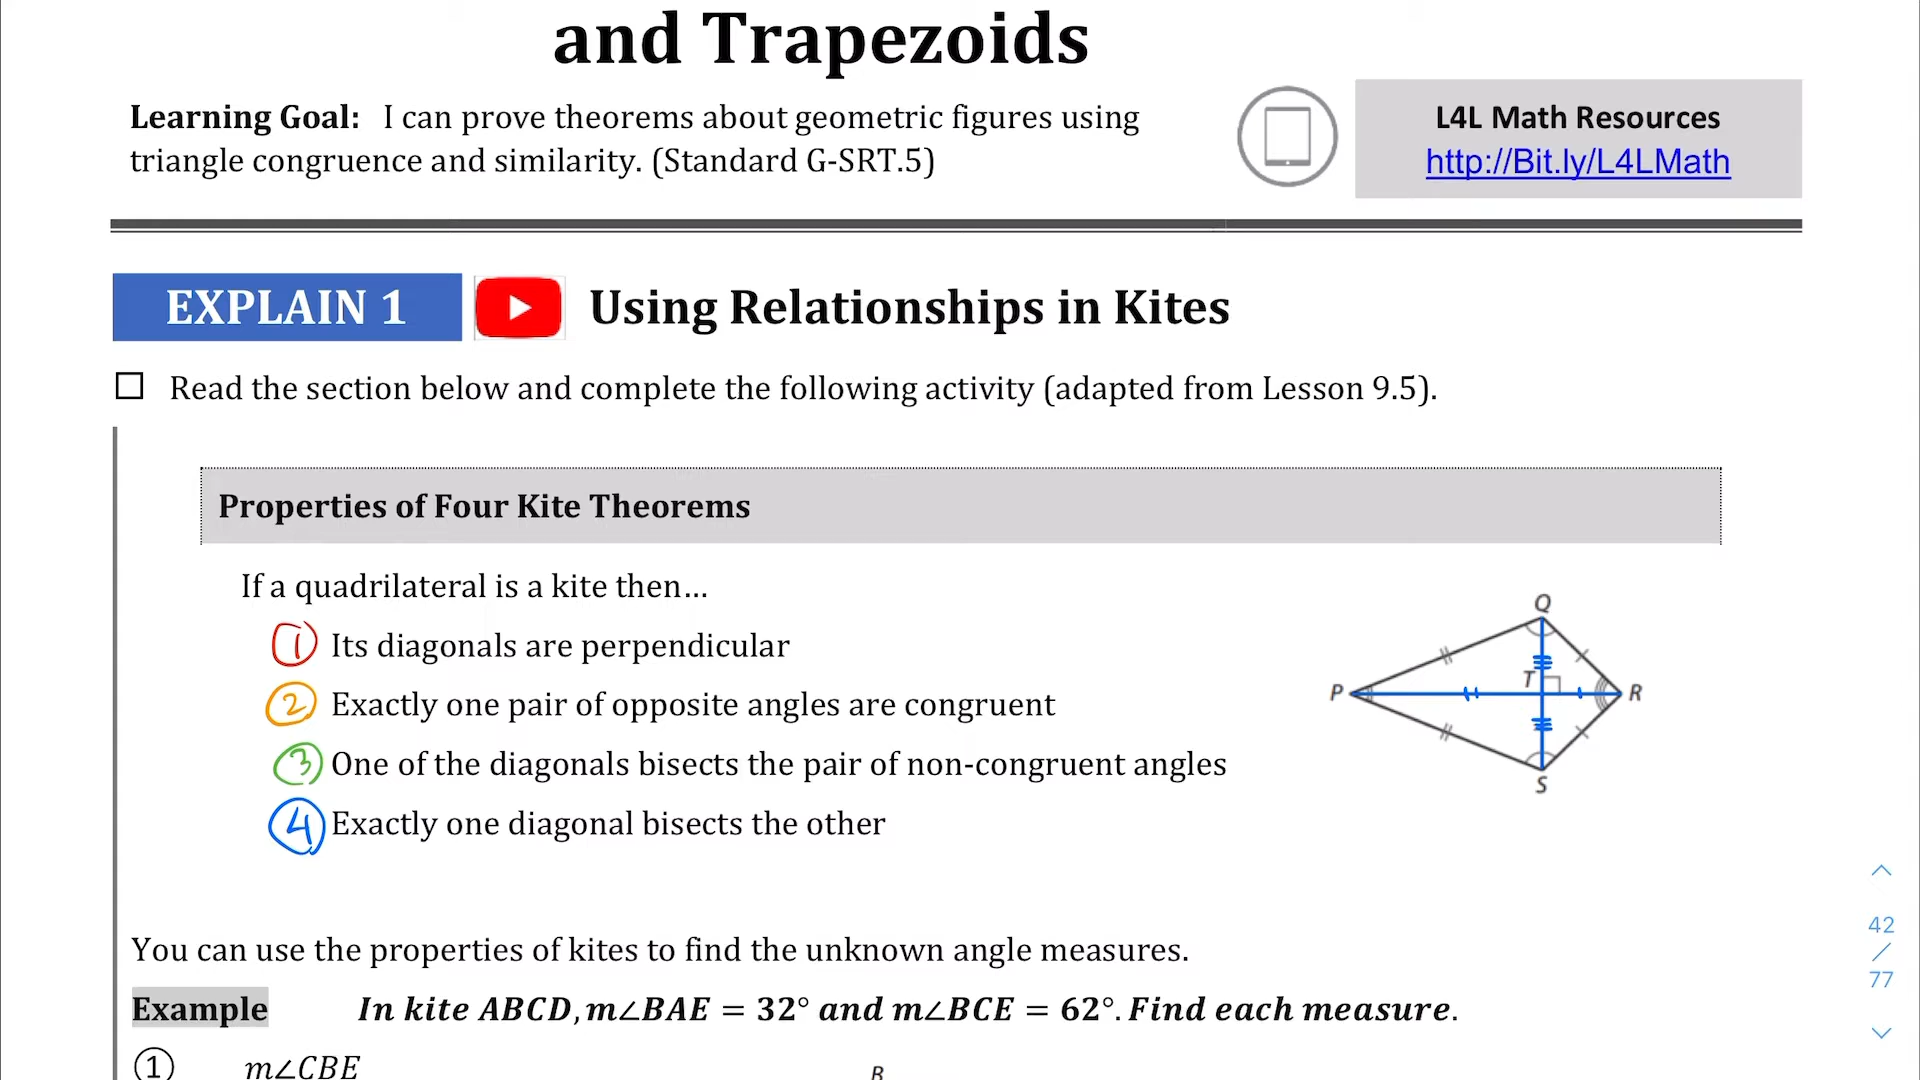 and Trapezoids
Learning Goal: I can prove theorems about geometric figures using
triangle congruence and similarity. (Standard G-SRT.5)
L4L Math Resources
http://Bit.ly/L4LMath
EXPLAIN 1 Using Relationships in Kites
Read the section below and complete the following activity (adapted from Lesson 9.5).
Properties of Four Kite Theorems
If a quadrilateral is a kite then…
1 Its diagonals are perpendicular
2 Exactly one pair of opposite angles are congruent
3 One of the diagonals bisects the pair of non-congruent angles
4 Exactly one diagonal bisects the other
Q
T
P
R
S
You can use the properties of kites to find the unknown angle measures.
Example In kite ABCD, m∠BAE = 32° and m∠BCE = 62°. Find each measure.
1 m∠CBE
B
42
/
77